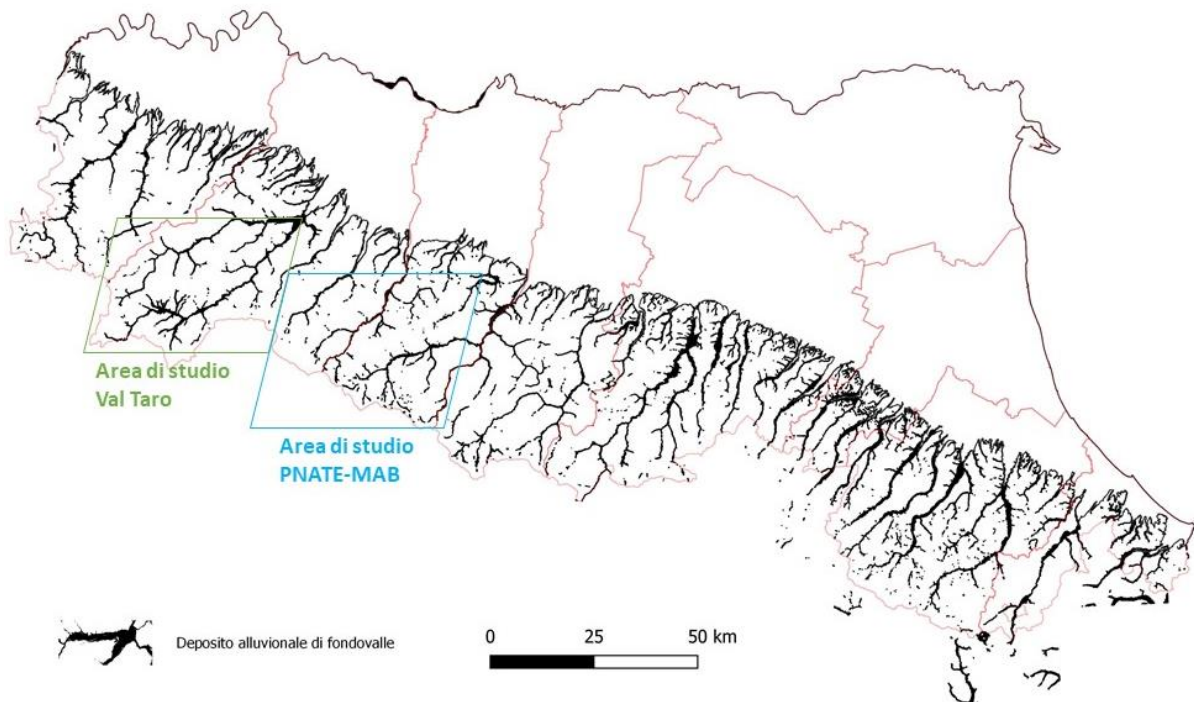 Area di studio
Val Taro
Area di studio
PNATE-MAB
Deposito alluvionale di fondovalle
0 25 50 km